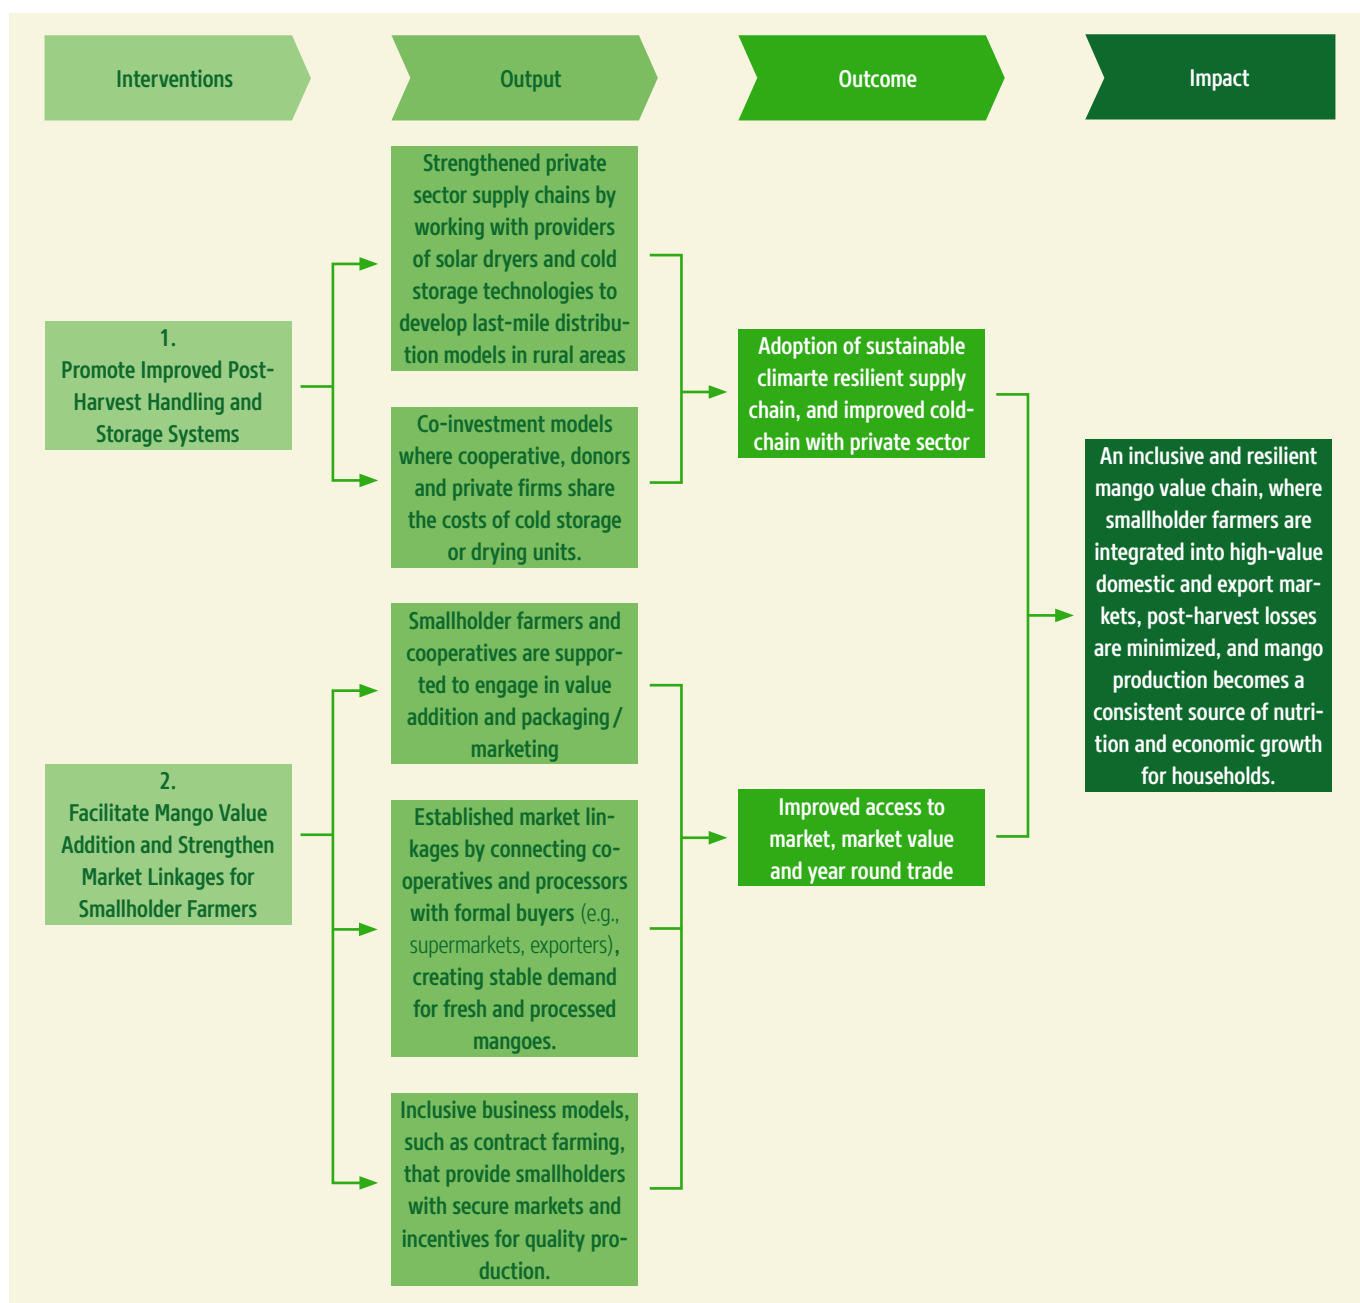 Interventions
Output
Outcome
Impact
1.
Promote Improved Post-
Harvest Handling and
Storage Systems
Strengthened private
sector supply chains by
working with providers
of solar dryers and cold
storage technologies to
develop last-mile distribu-
tion models in rural areas
Co-investment models
where cooperative, donors
and private firms share
the costs of cold storage
or drying units.
Adoption of sustainable
climarte resilient supply
chain, and improved cold-
chain with private sector
2.
Facilitate Mango Value
Addition and Strengthen
Market Linkages for
Smallholder Farmers
Smallholder farmers and
cooperatives are suppor-
ted to engage in value
addition and packaging /
marketing
Established market lin-
kages by connecting co-
operatives and processors
with formal buyers (e.g.,
supermarkets, exporters),
creating stable demand
for fresh and processed
mangoes.
Inclusive business models,
such as contract farming,
that provide smallholders
with secure markets and
incentives for quality pro-
duction.
Improved access to
market, market value
and year round trade
An inclusive and resilient
mango value chain, where
smallholder farmers are
integrated into high-value
domestic and export mar-
kets, post-harvest losses
are minimized, and mango
production becomes a
consistent source of nutri-
tion and economic growth
for households.